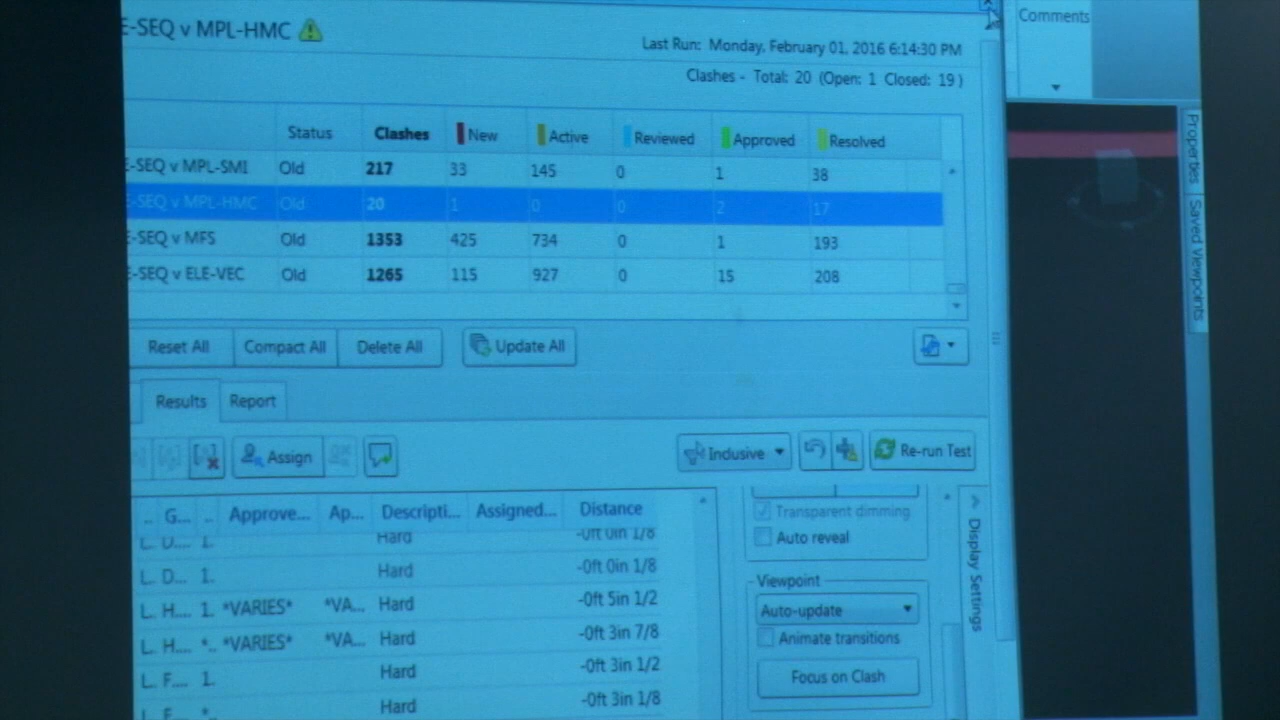 E-SEQ v MPL-HMC
Comments
Last Run: Monday, February 01, 2016 6:14:30 PM
Clashes - Total: 20 (Open: 1 Closed: 19 )
Status Clashes New Active Reviewed Approved Resolved
E-SEQ v MPL-SMI Old 217 33 145 0 1 38
E-SEQ v MPL-HMC Old 20 1 0 0 2 17
E-SEQ v MFS Old 1353 425 734 0 1 193
E-SEQ v ELE-VEC Old 1265 115 927 0 15 208
Properties
Saved Viewpoints
Reset All Compact All Delete All Update All
Results Report
Assign Inclusive Re-run Test
.. G... .. Approve... Ap... Descripti... Assigned... Distance
L. D.... 1. Hard -0ft 0in 1/8
L. D... 1. Hard -0ft 0in 1/8
L. H.... 1. *VARIES* *VA... Hard -0ft 5in 1/2
L. H.... *.. *VARIES* *VA... Hard -0ft 3in 7/8
L. F.... 1. Hard -0ft 3in 1/2
L. F... *. Hard -0ft 3in 1/8
Transparent dimming
Auto reveal
Viewpoint
Auto-update
Animate transitions
Focus on Clash
Display Settings